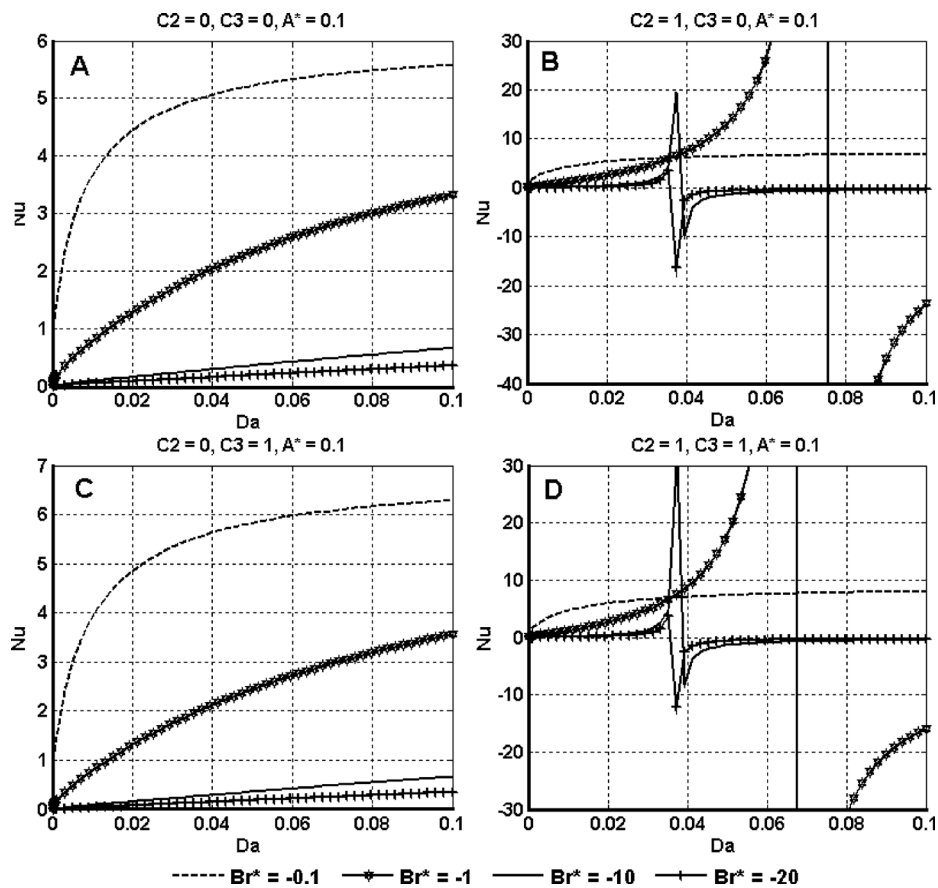 C2 = 0, C3 = 0, A* = 0.1
A
6
5
4
3
2
1
0
Nu
0
0.02
0.04
0.06
0.08
0.1
Da
C2 = 1, C3 = 0, A* = 0.1
B
30
20
10
0
-10
-20
-30
-40
Nu
0
0.02
0.04
0.06
0.08
0.1
Da
C2 = 0, C3 = 1, A* = 0.1
C
7
6
5
4
3
2
1
0
Nu
0
0.02
0.04
0.06
0.08
0.1
Da
C2 = 1, C3 = 1, A* = 0.1
D
30
20
10
0
-10
-20
-30
Nu
0
0.02
0.04
0.06
0.08
0.1
Da
Br* = -0.1
Br* = -1
Br* = -10
Br* = -20